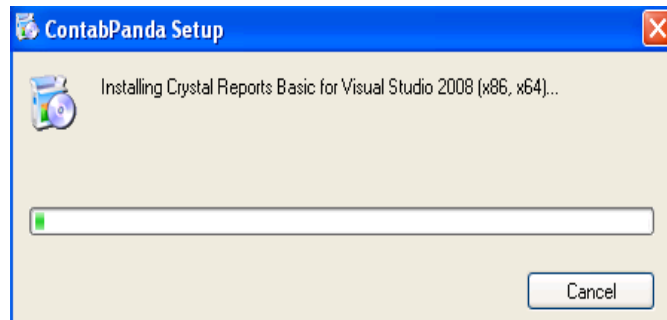 ContabPanda Setup
Installing Crystal Reports Basic for Visual Studio 2008 (x86, x64)...
Cancel